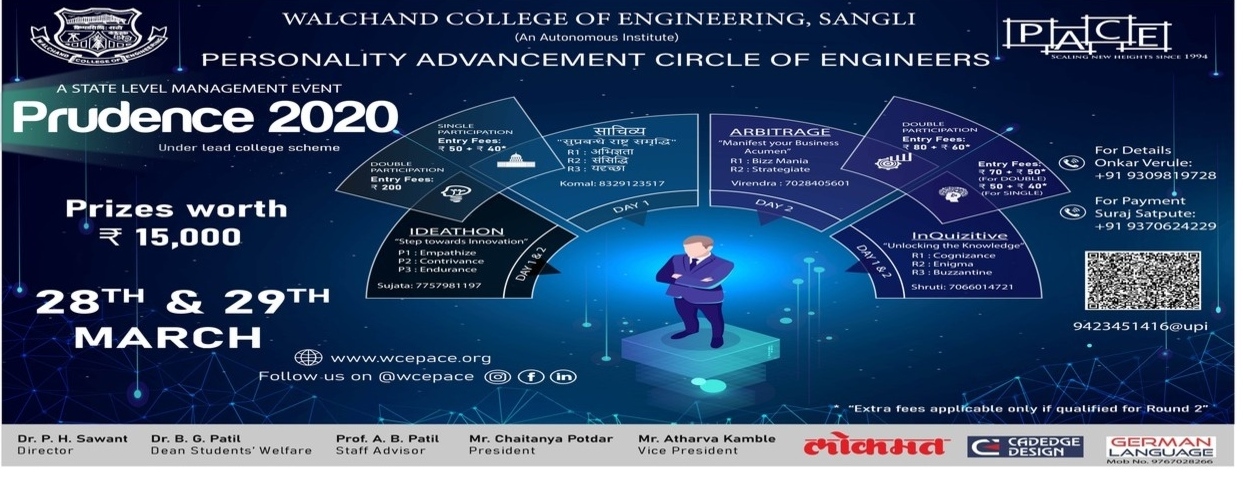 WALCHAND COLLEGE OF ENGINEERING, SANGLI
(An Autonomous Institute)
PERSONALITY ADVANCEMENT CIRCLE OF ENGINEERS
WALCHAND COLLEGE OF ENGINEERING
PACE
SCALING NEW HEIGHTS SINCE 1994
A STATE LEVEL MANAGEMENT EVENT
Prudence 2020
Under lead college scheme
Prizes worth
₹ 15,000
28TH & 29TH
MARCH
DOUBLE
PARTICIPATION
Entry Fees:
₹ 200
IDEATHON
"Step towards Innovation"
P1 : Empathize
P2 : Contrivance
P3 : Endurance
Sujata: 7757981197
DAY 1 & 2
SINGLE
PARTICIPATION
Entry Fees:
₹ 50 + ₹ 40*
साचिव्य
"सुप्रबन्धे राष्ट्र समृद्धि"
R1 : अभिज्ञता
R2 : संसिद्धि
R3 : यदृच्छा
Komal: 8329123517
DAY 1
ARBITRAGE
"Manifest your Business
Acumen"
R1 : Bizz Mania
R2 : Strategiate
Virendra : 7028405601
DAY 2
DOUBLE
PARTICIPATION
Entry Fees:
₹ 80 + ₹ 60*
Entry Fees:
₹ 70 + ₹ 50*
(For DOUBLE)
₹ 50 + ₹ 40*
(For SINGLE)
InQuizitive
"Unlocking the Knowledge"
R1 : Cognizance
R2 : Enigma
R3 : Buzzantine
Shruti: 7066014721
DAY 1 & 2
For Details
Onkar Verule:
+91 9309819728
For Payment
Suraj Satpute:
+91 9370624229
9423451416@upi
www.wcepace.org
Follow us on @wcepace
* "Extra fees applicable only if qualified for Round 2"
Dr. P. H. Sawant
Director
Dr. B. G. Patil
Dean Students' Welfare
Prof. A. B. Patil
Staff Advisor
Mr. Chaitanya Potdar
President
Mr. Atharva Kamble
Vice President
लोकमत
CADEDGE
DESIGN
GERMAN
LANGUAGE
Mob No. 9767028266